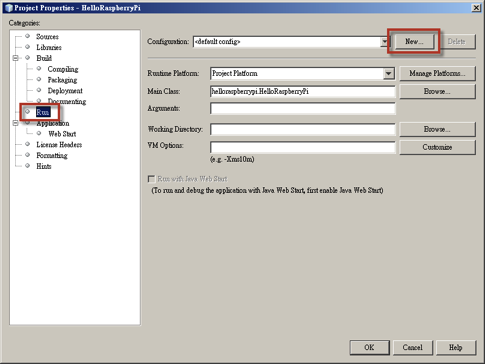 Project Properties - HelloRaspberryPi
Categories:
Sources
Libraries
Build
Compiling
Packaging
Deployment
Documenting
Run
Application
Web Start
License Headers
Formatting
Hints
Configuration: <default config> New... Delete
Runtime Platform: Project Platform Manage Platforms...
Main Class: helloraspberrypi.HelloRaspberryPi Browse...
Arguments:
Working Directory: Browse...
VM Options: Customize
(e.g. -Xms10m)
Run with Java Web Start
(To run and debug the application with Java Web Start, first enable Java Web Start)
OK Cancel Help